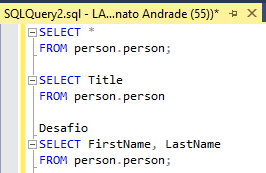 SQLQuery2.sql - LA...nato Andrade (55))*
SELECT *
FROM person.person;
SELECT Title
FROM person.person
Desafio
SELECT FirstName, LastName
FROM person.person;